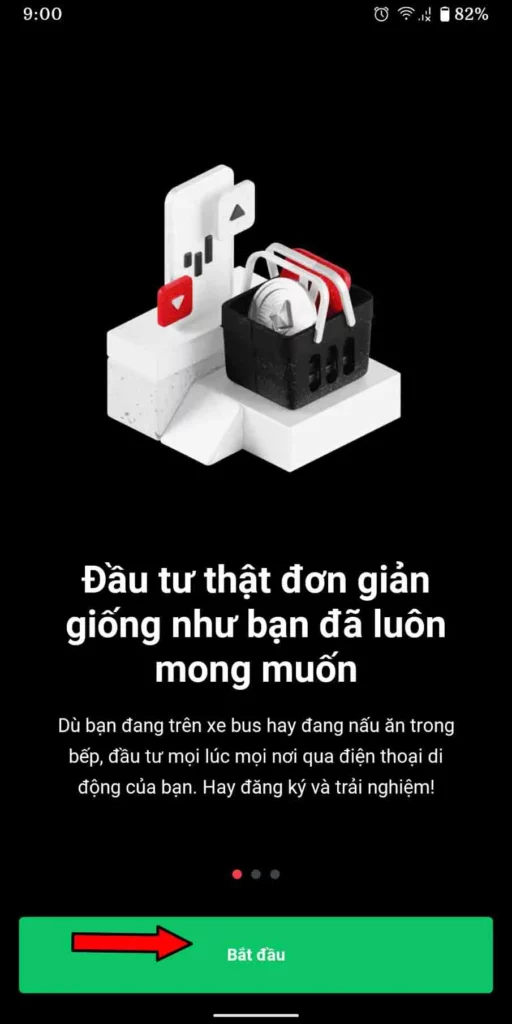 9:00
82%
Đầu tư thật đơn giản
giống như bạn đã luôn
mong muốn
Dù bạn đang trên xe bus hay đang nấu ăn trong
bếp, đầu tư mọi lúc mọi nơi qua điện thoại di
động của bạn. Hay đăng ký và trải nghiệm!
Bắt đầu